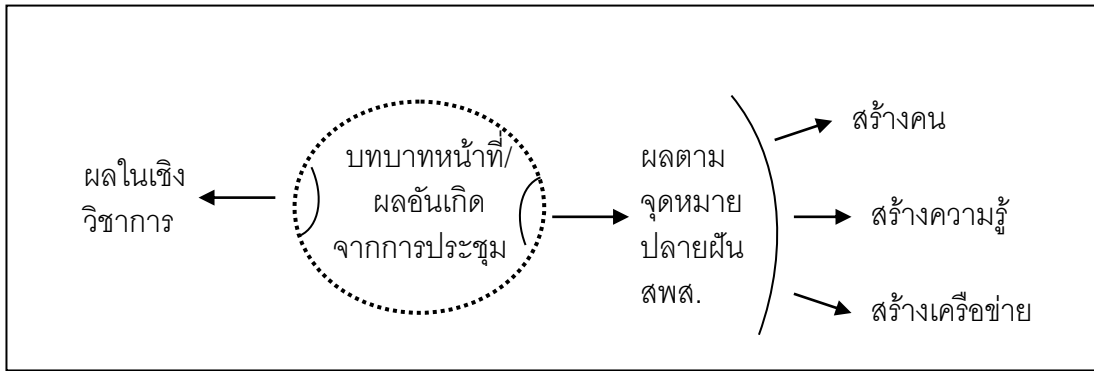 ผลในเชิง
วิชาการ
บทบาทหน้าที่/
ผลอันเกิด
จากการประชุม
ผลตาม
จุดหมาย
ปลายฝัน
สพส.
สร้างคน
สร้างความรู้
สร้างเครือข่าย